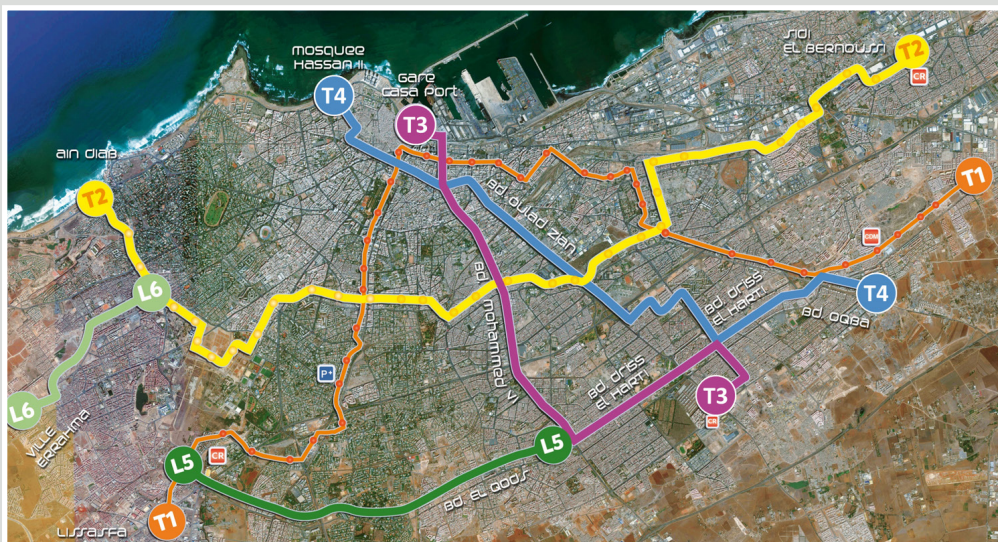 MOSQUEE
HASSAN II
SIDI
EL BERNOUSSI
T2
CR
GARE
CASA PORT
T4
T3
AIN DIAB
T1
T2
BD. OULAD ZIAN
CDM
L6
T4
BD. DRISS
EL HARTI
BD. OQBA
BD. MOHAMMED V
P+
BD. DRISS
EL HARTI
T3
CR
L6
VILLE
ERRAHMA
CR
L5
L5
BD. EL QODS
T1
LISSASFA